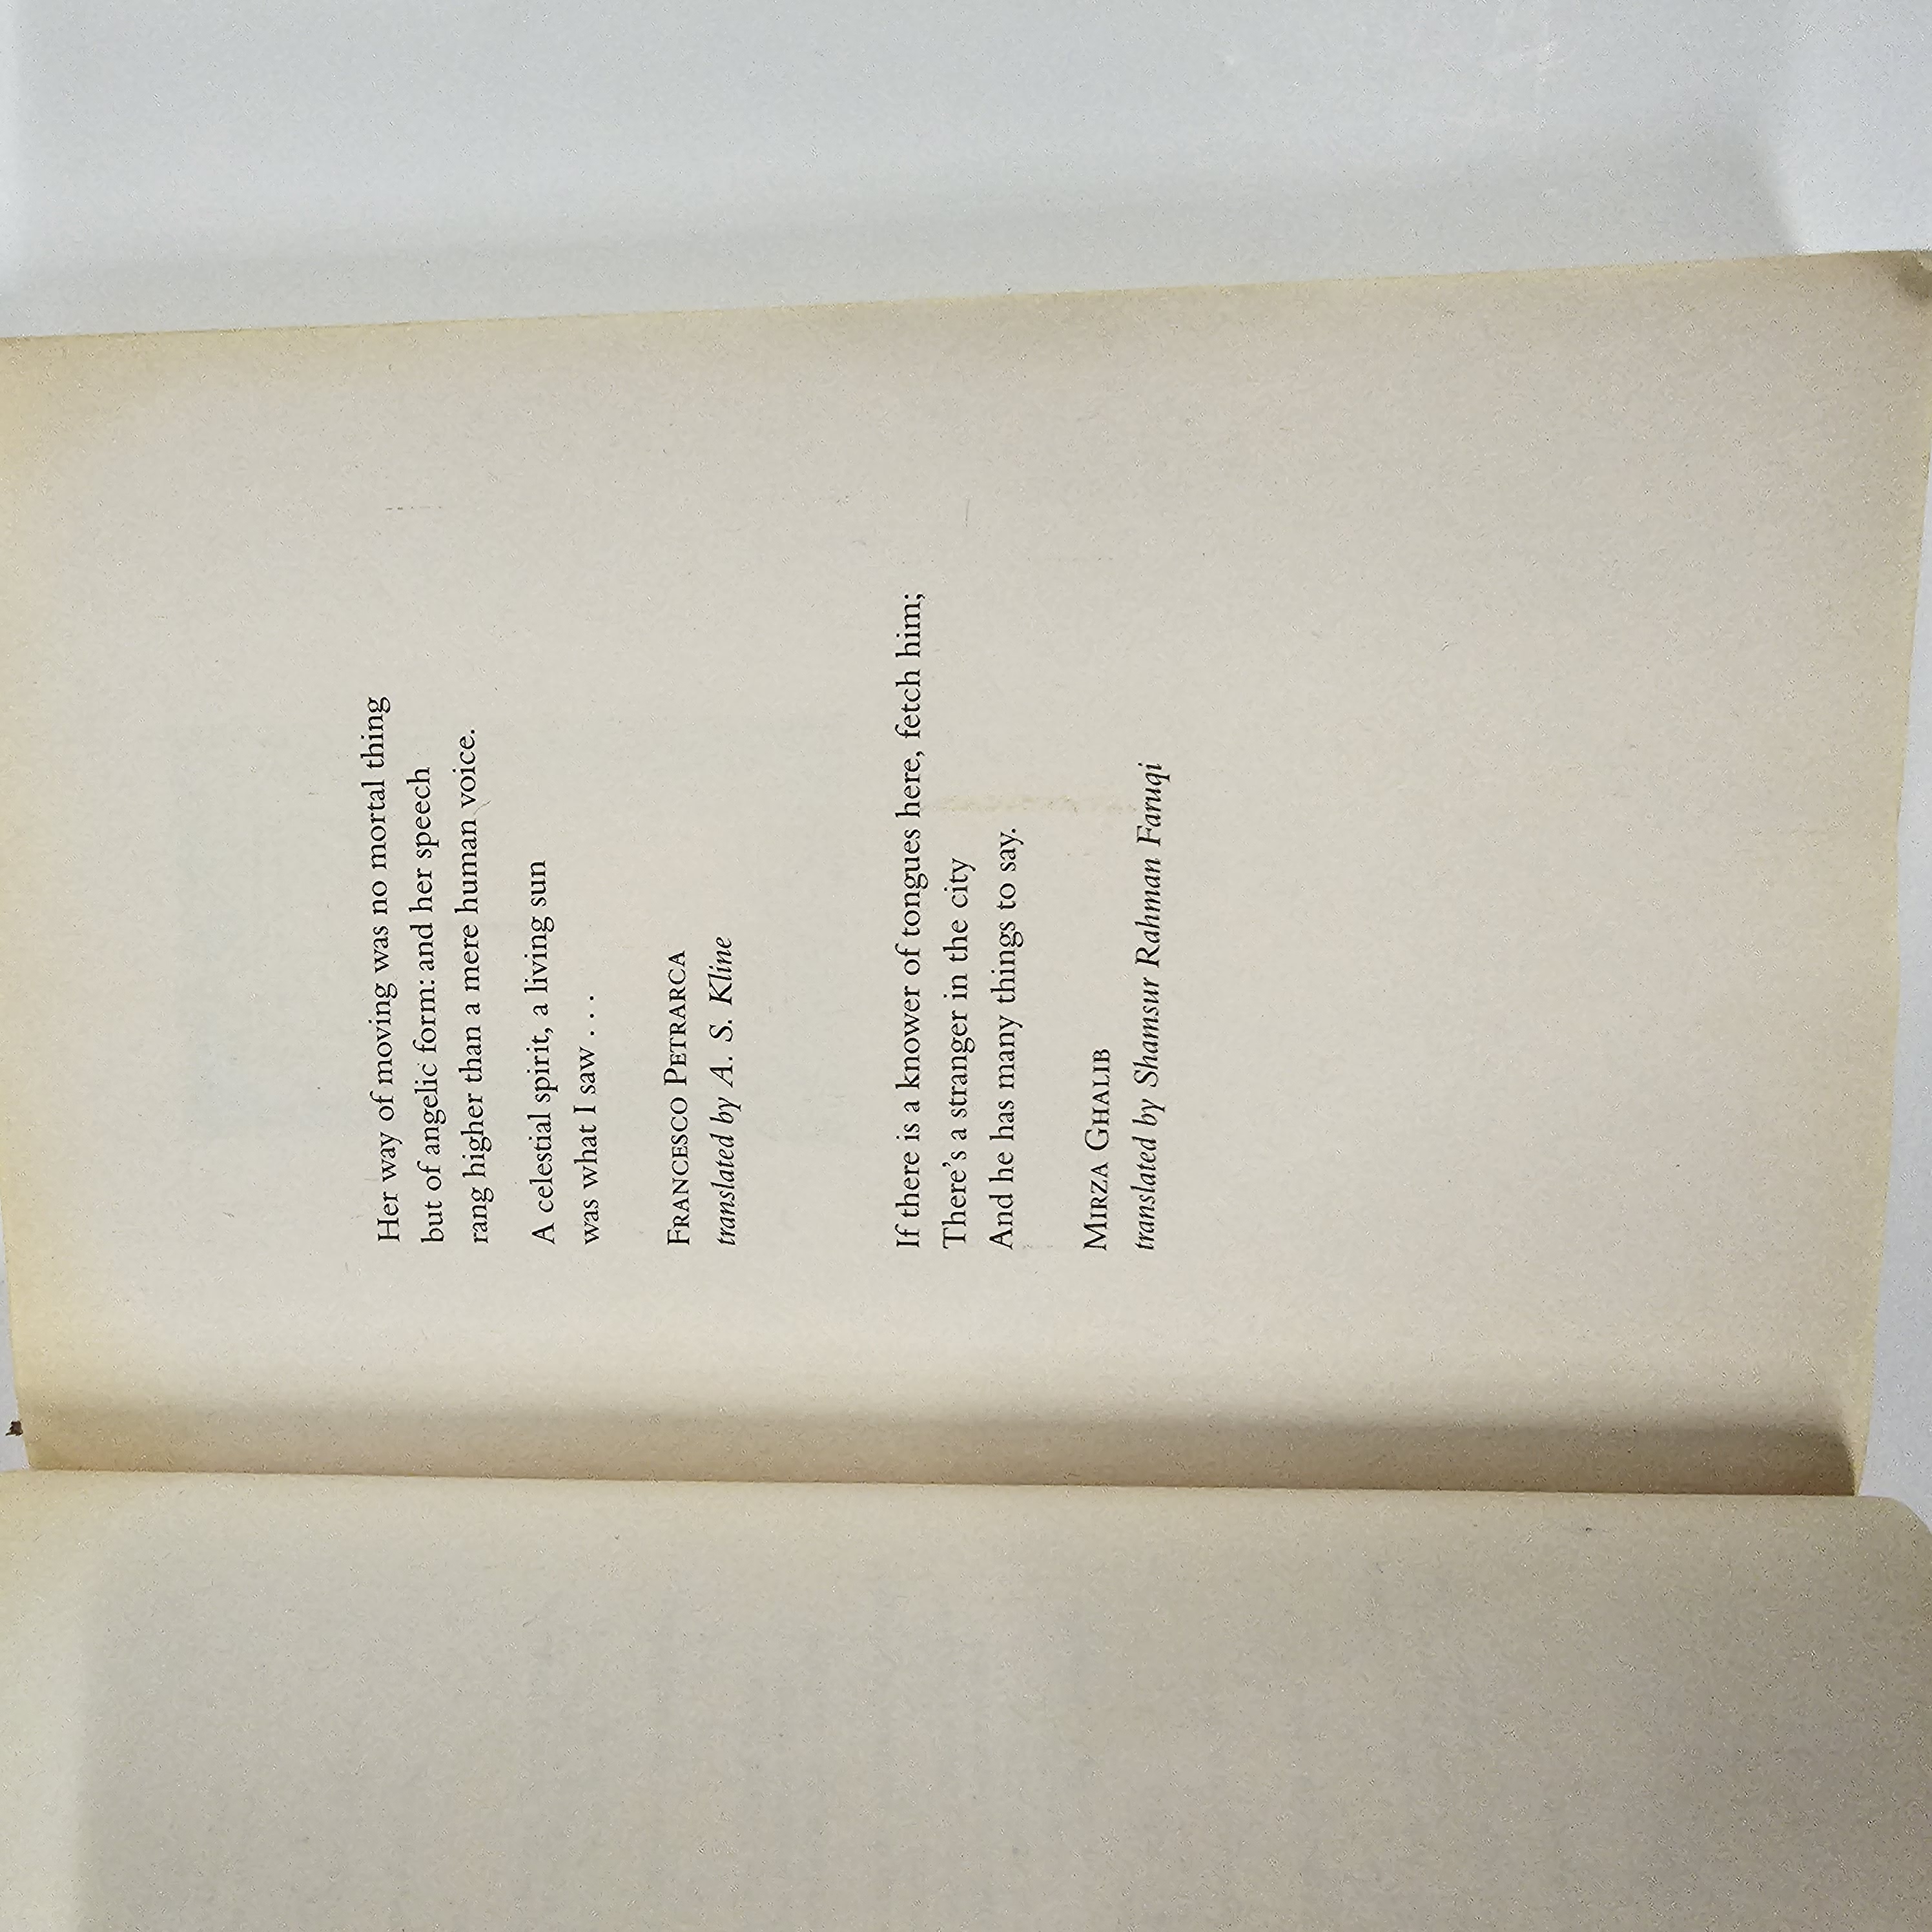 Her way of moving was no mortal thing
but of angelic form: and her speech
rang higher than a mere human voice.
A celestial spirit, a living sun
was what I saw . . .
FRANCESCO PETRARCA
translated by A. S. Kline
If there is a knower of tongues here, fetch him;
There's a stranger in the city
And he has many things to say.
MIRZA GHALIB
translated by Shamsur Rahman Faruqi